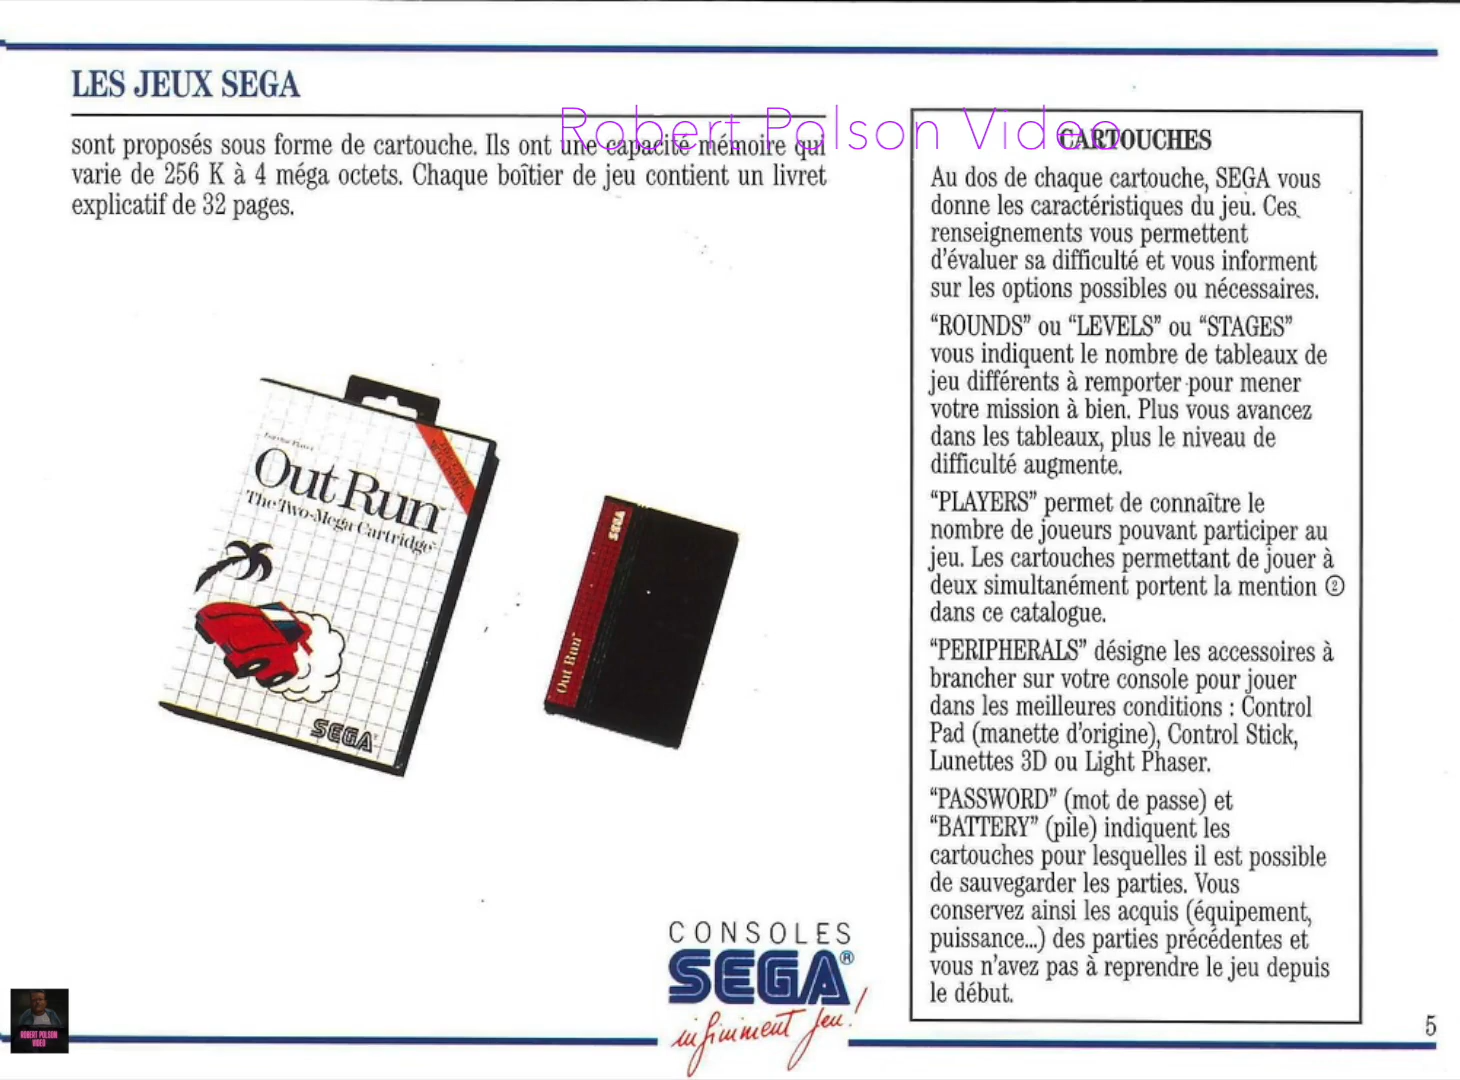 LES JEUX SEGA
Robert Polson Video
sont proposés sous forme de cartouche. Ils ont une capacité mémoire qui
varie de 256 K à 4 méga octets. Chaque boîtier de jeu contient un livret
explicatif de 32 pages.
Out Run™
The Two-Mega Cartridge™
SEGA®
SEGA
Out Run™
CONSOLES
SEGA®
infiniment jeu!
CARTOUCHES
Au dos de chaque cartouche, SEGA vous
donne les caractéristiques du jeu. Ces
renseignements vous permettent
d'évaluer sa difficulté et vous informent
sur les options possibles ou nécessaires.
“ROUNDS” ou “LEVELS” ou “STAGES”
vous indiquent le nombre de tableaux de
jeu différents à remporter pour mener
votre mission à bien. Plus vous avancez
dans les tableaux, plus le niveau de
difficulté augmente.
“PLAYERS” permet de connaître le
nombre de joueurs pouvant participer au
jeu. Les cartouches permettant de jouer à
deux simultanément portent la mention ②
dans ce catalogue.
“PERIPHERALS” désigne les accessoires à
brancher sur votre console pour jouer
dans les meilleures conditions : Control
Pad (manette d'origine), Control Stick,
Lunettes 3D ou Light Phaser.
“PASSWORD” (mot de passe) et
“BATTERY” (pile) indiquent les
cartouches pour lesquelles il est possible
de sauvegarder les parties. Vous
conservez ainsi les acquis (équipement,
puissance...) des parties précédentes et
vous n'avez pas à reprendre le jeu depuis
le début.
5
ROBERT POLSON
VIDEO